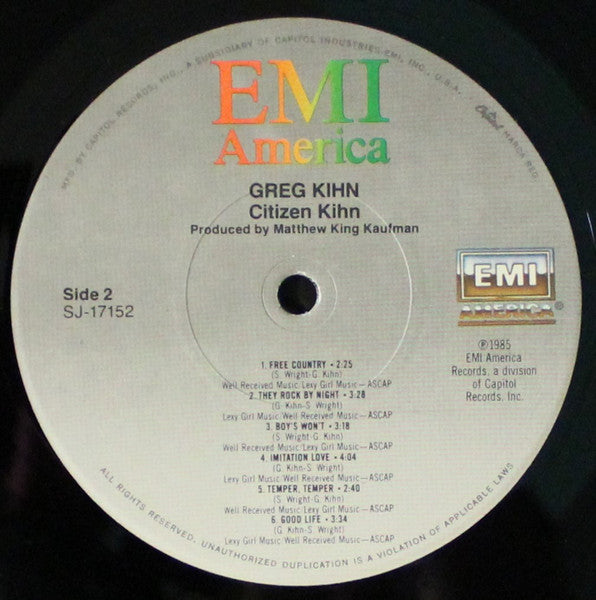 MFG. BY CAPITOL RECORDS, INC., A SUBSIDIARY OF CAPITOL INDUSTRIES-EMI, INC., U.S.A. Capitol MARCA REG.
EMI
America
GREG KIHN
Citizen Kihn
Produced by Matthew King Kaufman
Side 2
SJ-17152
EMI
AMERICA®
℗1985
EMI America
Records, a division
of Capitol
Records, Inc.
1. FREE COUNTRY • 2:25
(S. Wright-G. Kihn)
Well Received Music/Lexy Girl Music—ASCAP
2. THEY ROCK BY NIGHT • 3:28
(G. Kihn-S. Wright)
Lexy Girl Music/Well Received Music—ASCAP
3. BOY'S WON'T • 3:18
(S. Wright-G. Kihn)
Well Received Music/Lexy Girl Music—ASCAP
4. IMITATION LOVE • 4:04
(G. Kihn-S. Wright)
Lexy Girl Music/Well Received Music—ASCAP
5. TEMPER, TEMPER • 2:40
(S. Wright-G. Kihn)
Well Received Music/Lexy Girl Music—ASCAP
6. GOOD LIFE • 3:34
(G. Kihn-S. Wright)
Lexy Girl Music/Well Received Music—ASCAP
ALL RIGHTS RESERVED. UNAUTHORIZED DUPLICATION IS A VIOLATION OF APPLICABLE LAWS